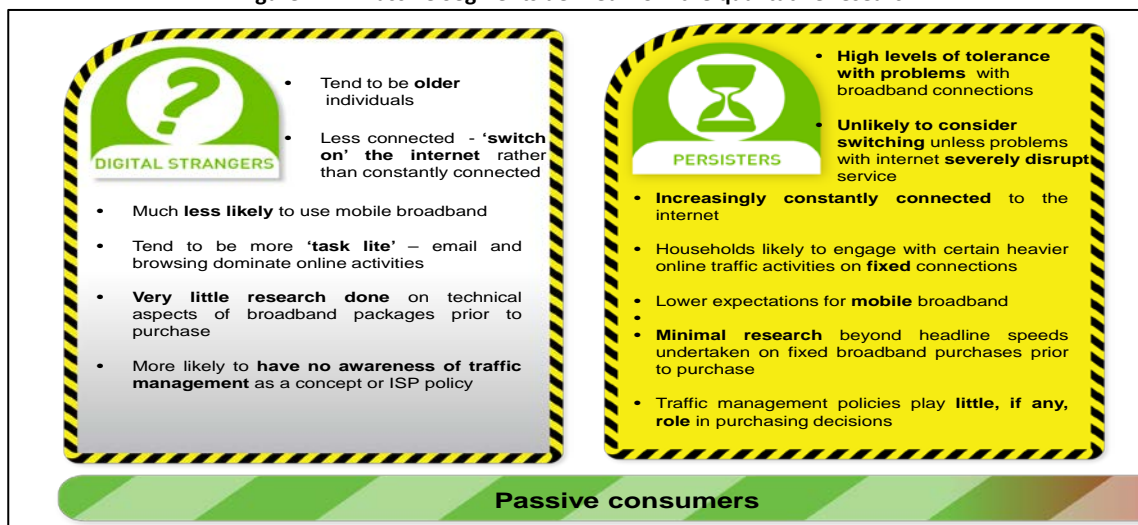 DIGITAL STRANGERS
• Tend to be older
individuals
• Less connected - ‘switch
on’ the internet rather
than constantly connected
• Much less likely to use mobile broadband
• Tend to be more ‘task lite’ – email and
browsing dominate online activities
• Very little research done on technical
aspects of broadband packages prior to
purchase
• More likely to have no awareness of traffic
management as a concept or ISP policy
PERSISTERS
• High levels of tolerance
with problems with
broadband connections
• Unlikely to consider
switching unless problems
with internet severely disrupt
service
• Increasingly constantly connected to the
internet
• Households likely to engage with certain heavier
online traffic activities on fixed connections
• Lower expectations for mobile broadband
•
• Minimal research beyond headline speeds
undertaken on fixed broadband purchases prior
to purchase
• Traffic management policies play little, if any,
role in purchasing decisions
Passive consumers